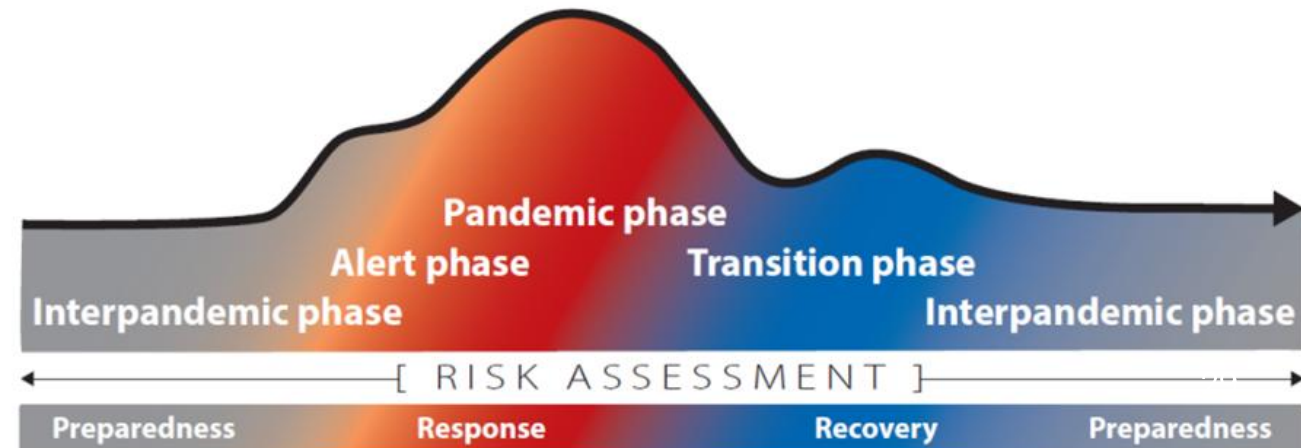 Pandemic phase
Alert phase
Transition phase
Interpandemic phase
Interpandemic phase
[ RISK ASSESSMENT ]
Preparedness
Response
Recovery
Preparedness